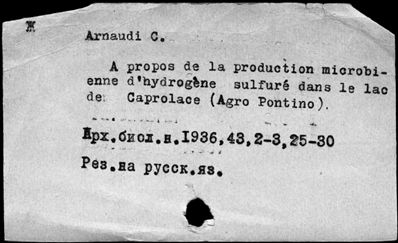 Arnaudi C.
A propos de la production microbi-
enne d'hydrogène sulfuré dans le lac
de Caprolace (Agro Pontino).
Арх.биол.н.1936,43,2-3,25-30
Рез.на русск.яз.